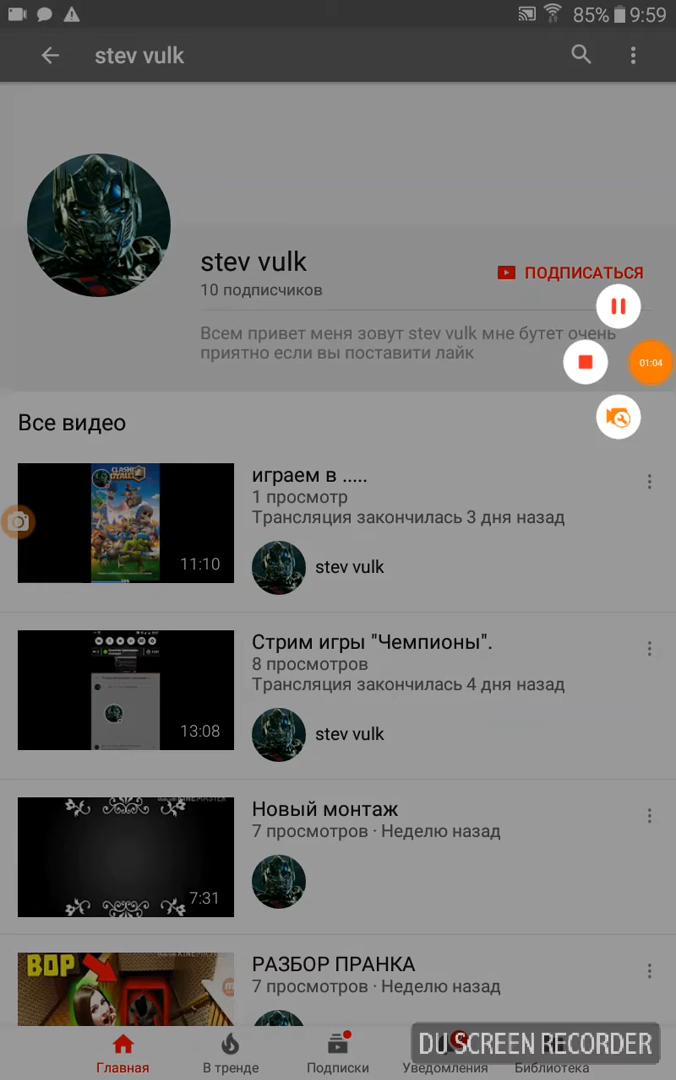 85% 9:59
stev vulk
stev vulk
ПОДПИСАТЬСЯ
10 подписчиков
Всем привет меня зовут stev vulk мне бутет очень
приятно если вы поставити лайк
01:04
Все видео
CLASH ROYALE
11:10
играем в .....
1 просмотр
Трансляция закончилась 3 дня назад
stev vulk
13:08
Стрим игры "Чемпионы".
8 просмотров
Трансляция закончилась 4 дня назад
stev vulk
KINEMASTER
7:31
Новый монтаж
7 просмотров · Неделю назад
ВОР
РАЗБОР ПРАНКА
7 просмотров · Неделю назад
Главная
В тренде
Подписки
Уведомления
Библиотека
DU SCREEN RECORDER